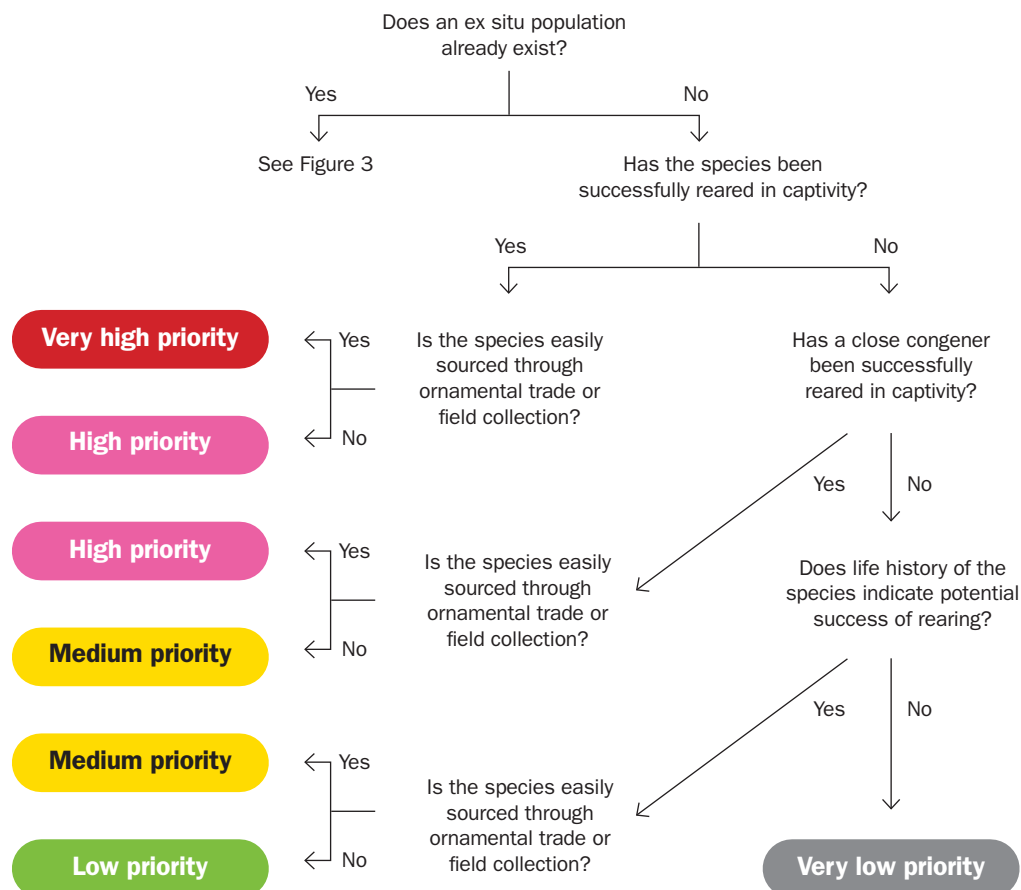 Does an ex situ population
already exist?
Yes
No
See Figure 3
Has the species been
successfully reared in captivity?
Yes
No
Very high priority
High priority
Yes
No
Is the species easily
sourced through
ornamental trade or
field collection?
Has a close congener
been successfully
reared in captivity?
Yes
No
High priority
Medium priority
Yes
No
Is the species easily
sourced through
ornamental trade or
field collection?
Does life history of the
species indicate potential
success of rearing?
Yes
No
Medium priority
Low priority
Yes
No
Is the species easily
sourced through
ornamental trade or
field collection?
Very low priority